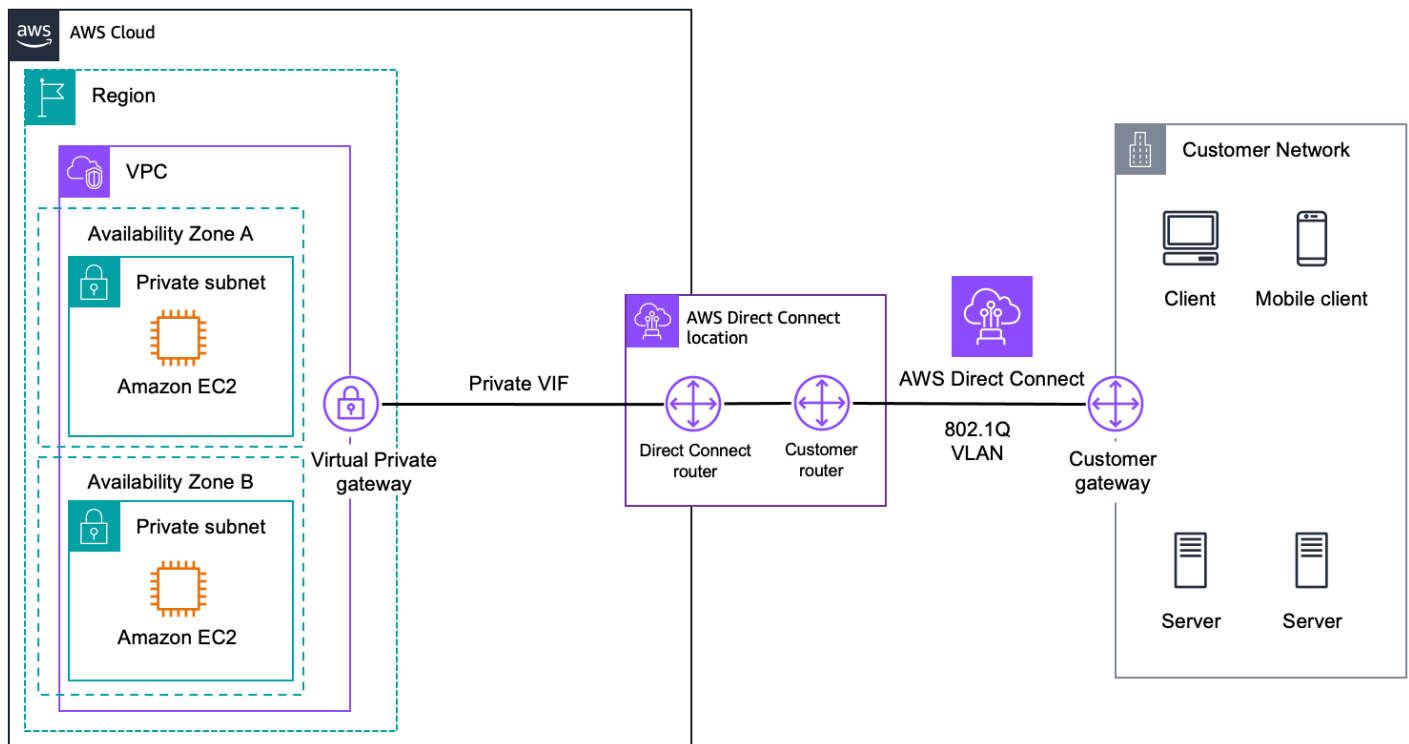 aws
AWS Cloud
Region
VPC
Availability Zone A
Private subnet
Amazon EC2
Availability Zone B
Private subnet
Amazon EC2
Virtual Private
gateway
Private VIF
AWS Direct Connect
location
Direct Connect
router
Customer
router
AWS Direct Connect
802.1Q
VLAN
Customer
gateway
Customer Network
Client
Mobile client
Server
Server